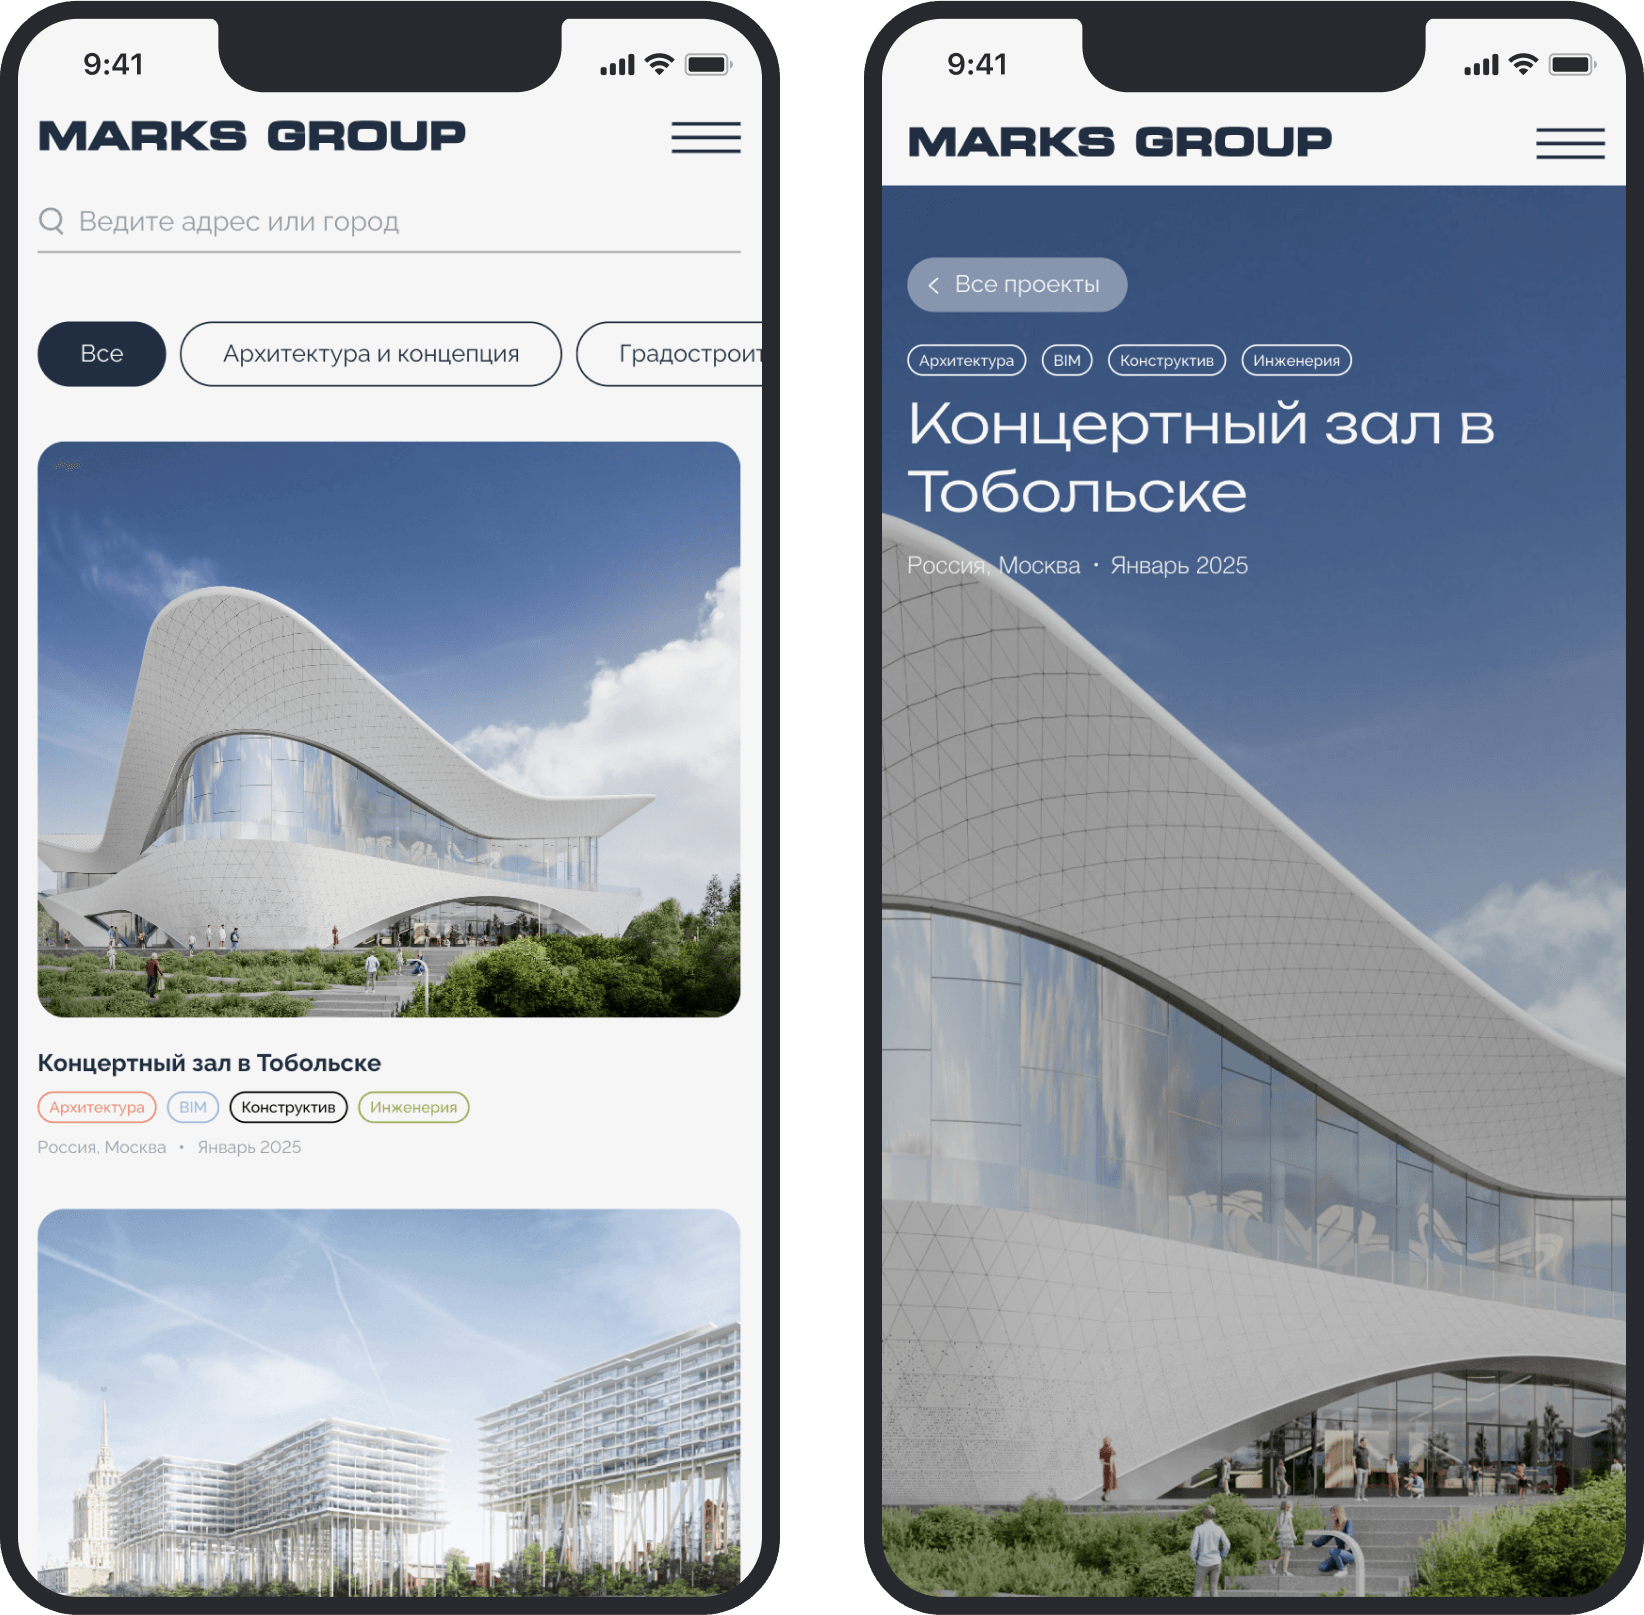 9:41
MARKS GROUP
Ведите адрес или город
Все
Архитектура и концепция
Градостроит
Концертный зал в Тобольске
Архитектура
BIM
Конструктив
Инженерия
Россия, Москва • Январь 2025
9:41
MARKS GROUP
Все проекты
Архитектура
BIM
Конструктив
Инженерия
Концертный зал в
Тобольске
Россия, Москва • Январь 2025